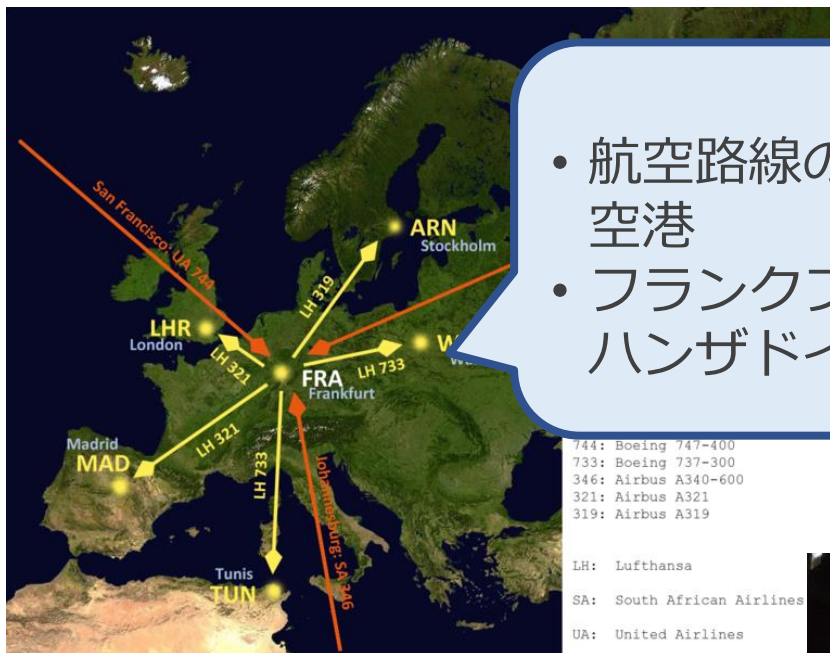 San Francisco: UA 744
ARN
Stockholm
LH 319
LHR
London
LH 321
FRA
Frankfurt
LH 733
W
LH 321
Madrid
MAD
LH 733
Johannesburg: SA 346
Tunis
TUN
• 航空路線の
空港
• フランクフ
ハンザドイ
744: Boeing 747-400
733: Boeing 737-300
346: Airbus A340-600
321: Airbus A321
319: Airbus A319
LH: Lufthansa
SA: South African Airlines
UA: United Airlines